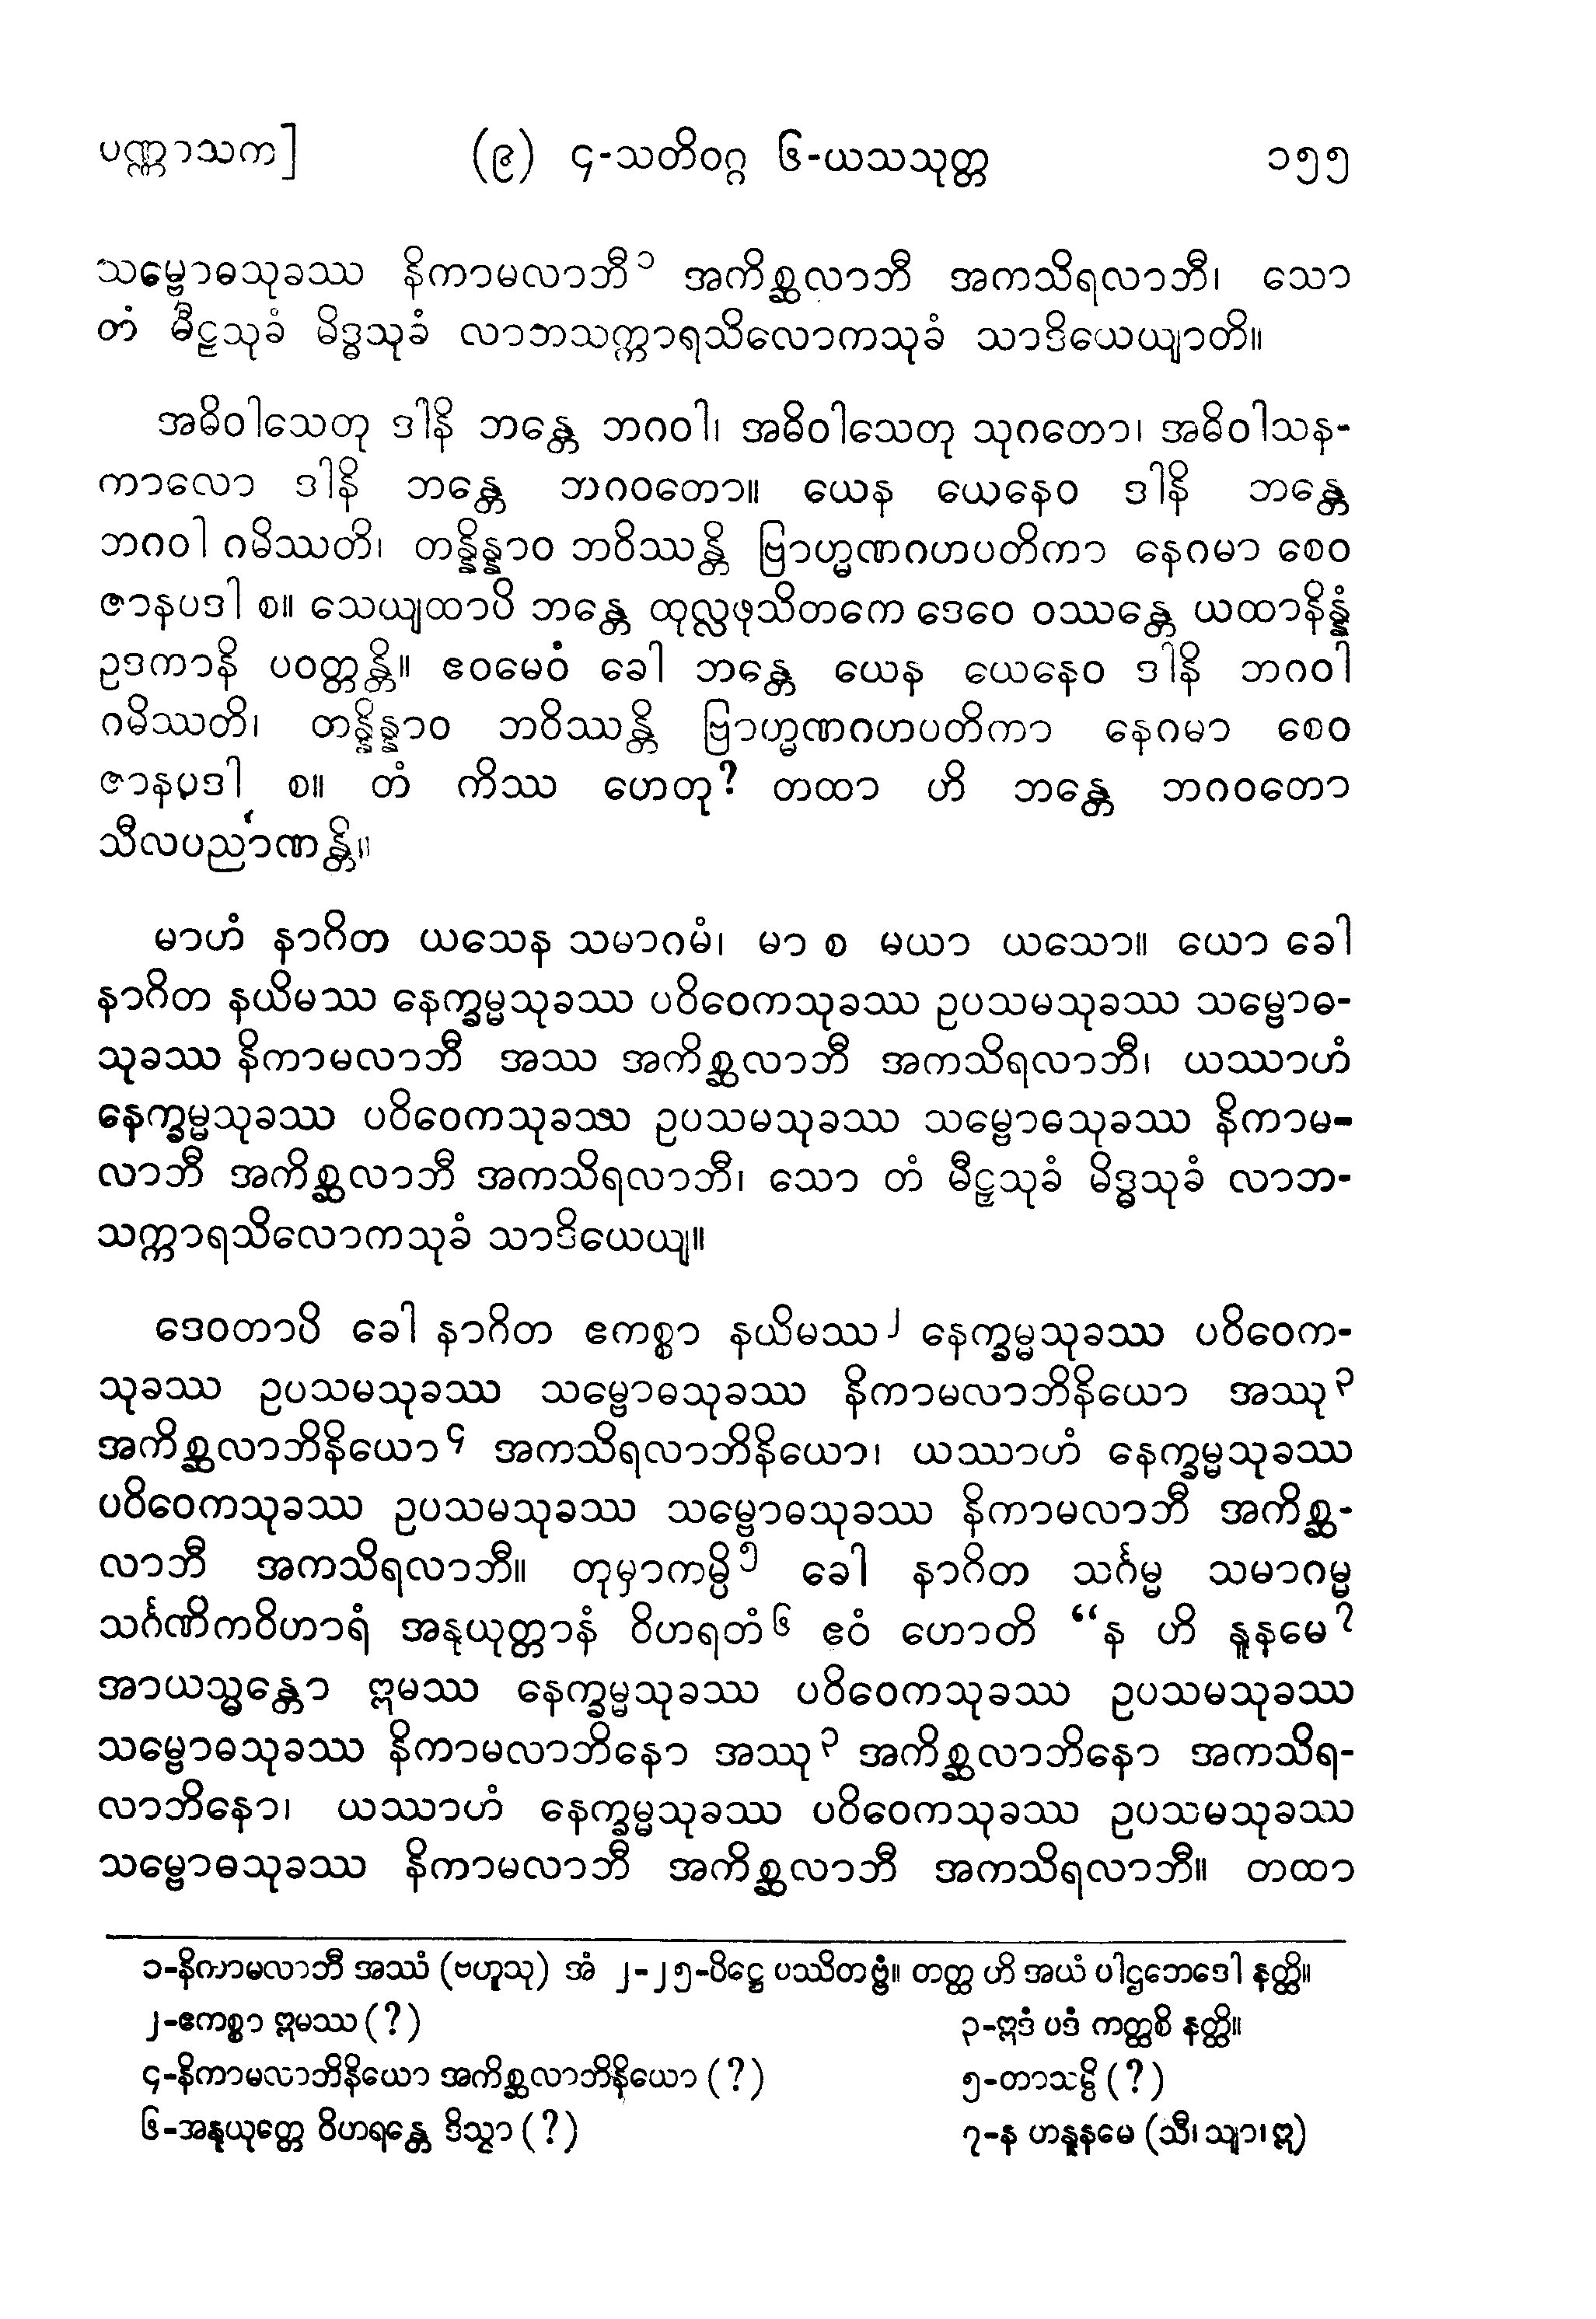 ပဏ္ဏာသက] (၉) ၄-သတိဝဂ္ဂ ၆-ယသသုတ္တ ၁၅၅
သမ္ဗောဓသုခဿ နိကာမလာဘီ၁ အကိစ္ဆလာဘီ အကသိရလာဘီ၊ သော
တံ မီဠှသုခံ မိဒ္ဓသုခံ လာဘသက္ကာရသိလောကသုခံ သာဒိယေယျာတိ။
အဓိဝါသေတု ဒါနိ ဘန္တေ ဘဂဝါ၊ အဓိဝါသေတု သုဂတော၊ အဓိဝါသန-
ကာလော ဒါနိ ဘန္တေ ဘဂဝတော။ ယေန ယေနေဝ ဒါနိ ဘန္တေ
ဘဂဝါ ဂမိဿတိ၊ တန္နိန္နာဝ ဘဝိဿန္တိ ဗြာဟ္မဏဂဟပတိကာ နေဂမာ စေဝ
ဇာနပဒါ စ။ သေယျထာပိ ဘန္တေ ထုလ္လဖုသိတကေ ဒေဝေ ဝဿန္တေ ယထာနိန္နံ
ဥဒကာနိ ပဝတ္တန္တိ။ ဧဝမေဝံ ခေါ ဘန္တေ ယေန ယေနေဝ ဒါနိ ဘဂဝါ
ဂမိဿတိ၊ တန္နိန္နာဝ ဘဝိဿန္တိ ဗြာဟ္မဏဂဟပတိကာ နေဂမာ စေဝ
ဇာနပဒါ စ။ တံ ကိဿ ဟေတု? တထာ ဟိ ဘန္တေ ဘဂဝတော
သီလပညာဏန္တိ။
မာဟံ နာဂိတ ယသေန သမာဂမံ၊ မာ စ မယာ ယသော။ ယော ခေါ
နာဂိတ နယိမဿ နေက္ခမ္မသုခဿ ပဝိဝေကသုခဿ ဥပသမသုခဿ သမ္ဗောဓ-
သုခဿ နိကာမလာဘီ အဿ အကိစ္ဆလာဘီ အကသိရလာဘီ၊ ယဿာဟံ
နေက္ခမ္မသုခဿ ပဝိဝေကသုခဿ ဥပသမသုခဿ သမ္ဗောဓသုခဿ နိကာမ-
လာဘီ အကိစ္ဆလာဘီ အကသိရလာဘီ၊ သော တံ မီဠှသုခံ မိဒ္ဓသုခံ လာဘ-
သက္ကာရသိလောကသုခံ သာဒိယေယျ။
ဒေဝတာပိ ခေါ နာဂိတ ဧကစ္စာ နယိမဿ၂ နေက္ခမ္မသုခဿ ပဝိဝေက-
သုခဿ ဥပသမသုခဿ သမ္ဗောဓသုခဿ နိကာမလာဘိနိယော အဿု၃
အကိစ္ဆလာဘိနိယော၄ အကသိရလာဘိနိယော၊ ယဿာဟံ နေက္ခမ္မသုခဿ
ပဝိဝေကသုခဿ ဥပသမသုခဿ သမ္ဗောဓသုခဿ နိကာမလာဘီ အကိစ္ဆ-
လာဘီ အကသိရလာဘီ။ တုမှာကမ္ပိ၅ ခေါ နာဂိတ သင်္ဂမ္မ သမာဂမ္မ
သင်္ဂဏိကဝိဟာရံ အနုယုတ္တာနံ ဝိဟရတံ၆ ဧဝံ ဟောတိ “န ဟိ နူနမေ၇
အာယသ္မန္တော ဣမဿ နေက္ခမ္မသုခဿ ပဝိဝေကသုခဿ ဥပသမသုခဿ
သမ္ဗောဓသုခဿ နိကာမလာဘိနော အဿု၃ အကိစ္ဆလာဘိနော အကသိရ-
လာဘိနော၊ ယဿာဟံ နေက္ခမ္မသုခဿ ပဝိဝေကသုခဿ ဥပသမသုခဿ
သမ္ဗောဓသုခဿ နိကာမလာဘီ အကိစ္ဆလာဘီ အကသိရလာဘီ။ တထာ
၁-နိကာမလာဘီ အဿံ (ဗဟူသု) အံ ၂-၂၅-ပိဋ္ဌေ ပဿိတဗ္ဗံ။ တတ္ထ ဟိ အယံ ပါဌဘေဒေါ နတ္ထိ။
၂-ဧကစ္စာ ဣမဿ (?) ၃-ဣဒံ ပဒံ ကတ္ထစိ နတ္ထိ။
၄-နိကာမလာဘိနိယော အကိစ္ဆလာဘိနိယော (?) ၅-တာသမ္ပိ (?)
၆-အနုယုတ္တေ ဝိဟရန္တေ ဒိသွာ (?) ၇-န ဟနူနမေ (သီ၊ သျာ၊ ဣ)